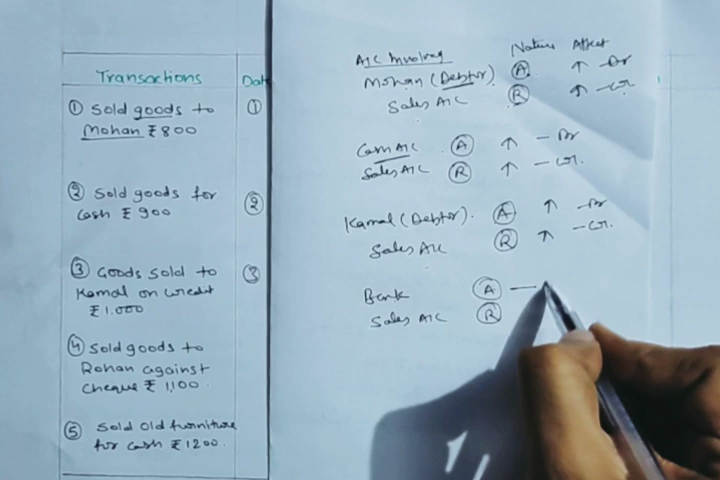 Transactions
Date
① Sold goods to
Mohan ₹800
①
② Sold goods for
Cash ₹900
②
③ Goods sold to
Kamal on credit
₹1,000
③
④ Sold goods to
Rohan against
Cheque ₹1,100
⑤ Sold old furniture
for cash ₹1200.
A/C Involved Nature Affect
Mohan (Debtor) Ⓐ ↑ -Dr
Sales A/C Ⓡ ↑ -Cr.
Cash A/C Ⓐ ↑ - Dr
Sales A/C Ⓡ ↑ - Cr.
Kamal (Debtor). Ⓐ ↑ -Dr
Sales A/C Ⓡ ↑ -Cr.
Bank Ⓐ —
Sales A/C Ⓡ